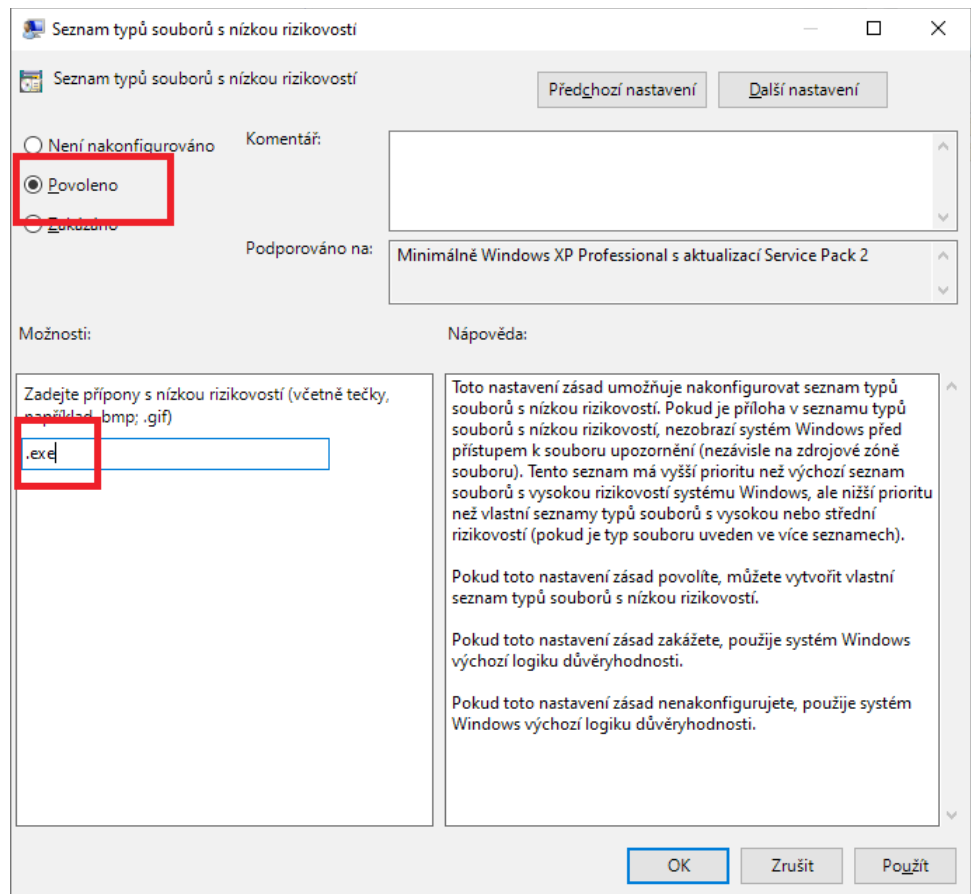 Seznam typů souborů s nízkou rizikovostí
Seznam typů souborů s nízkou rizikovostí
Předchozí nastavení
Další nastavení
Není nakonfigurováno
Komentář:
Povoleno
Zakázáno
Podporováno na:
Minimálně Windows XP Professional s aktualizací Service Pack 2
Možnosti:
Nápověda:
Zadejte přípony s nízkou rizikovostí (včetně tečky,
například .bmp; .gif)
.exe
Toto nastavení zásad umožňuje nakonfigurovat seznam typů
souborů s nízkou rizikovostí. Pokud je příloha v seznamu typů
souborů s nízkou rizikovostí, nezobrazí systém Windows před
přístupem k souboru upozornění (nezávisle na zdrojové zóně
souboru). Tento seznam má vyšší prioritu než výchozí seznam
souborů s vysokou rizikovostí systému Windows, ale nižší prioritu
než vlastní seznamy typů souborů s vysokou nebo střední
rizikovostí (pokud je typ souboru uveden ve více seznamech).
Pokud toto nastavení zásad povolíte, můžete vytvořit vlastní
seznam typů souborů s nízkou rizikovostí.
Pokud toto nastavení zásad zakážete, použije systém Windows
výchozí logiku důvěryhodnosti.
Pokud toto nastavení zásad nenakonfigurujete, použije systém
Windows výchozí logiku důvěryhodnosti.
OK
Zrušit
Použít